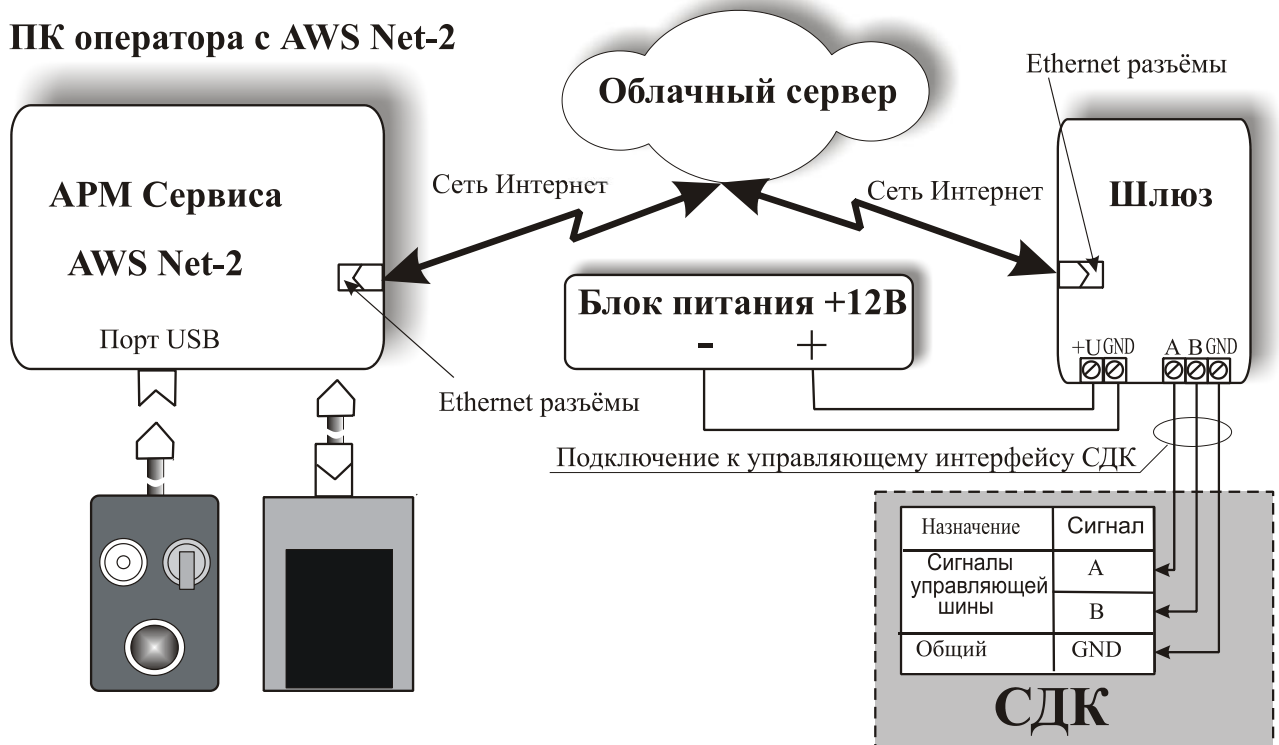 ПК оператора с AWS Net-2
Облачный сервер
Ethernet разъёмы
АРМ Сервиса
AWS Net-2
Порт USB
Сеть Интернет
Сеть Интернет
Шлюз
Блок питания +12В
- +
+U GND A B GND
Ethernet разъёмы
Подключение к управляющему интерфейсу СДК
Назначение Сигнал
Сигналы
управляющей
шины
A
B
Общий GND
СДК